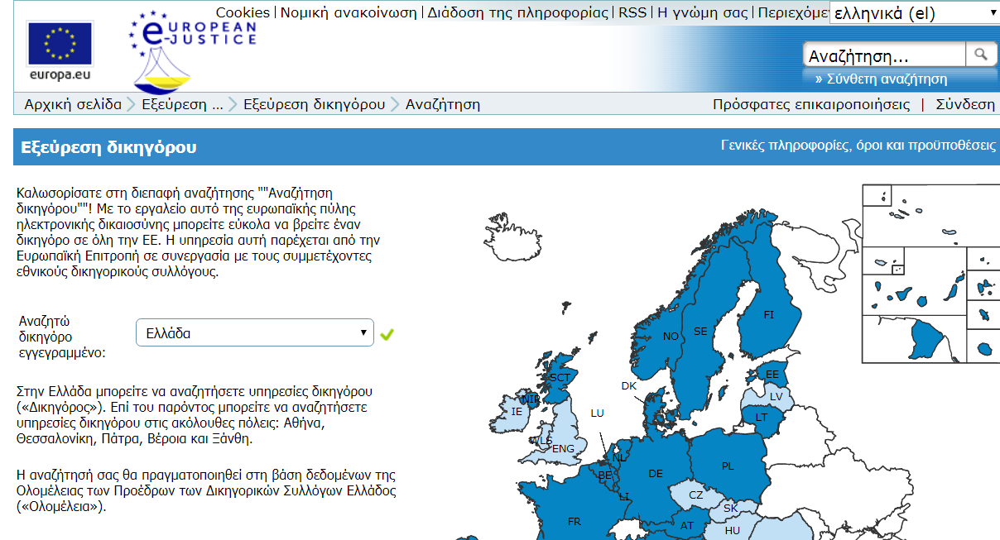 Cookies | Νομική ανακοίνωση | Διάδοση της πληροφορίας | RSS | Η γνώμη σας | Περιεχόμε
ελληνικά (el)
EUROPEAN
e-JUSTICE
europa.eu
Αναζήτηση...
» Σύνθετη αναζήτηση
Αρχική σελίδα Εξεύρεση ... Εξεύρεση δικηγόρου Αναζήτηση
Πρόσφατες επικαιροποιήσεις | Σύνδεση
Εξεύρεση δικηγόρου
Γενικές πληροφορίες, όροι και προϋποθέσεις
Καλωσορίσατε στη διεπαφή αναζήτησης ""Αναζήτηση
δικηγόρου""! Με το εργαλείο αυτό της ευρωπαϊκής πύλης
ηλεκτρονικής δικαιοσύνης μπορείτε εύκολα να βρείτε έναν
δικηγόρο σε όλη την ΕΕ. Η υπηρεσία αυτή παρέχεται από την
Ευρωπαϊκή Επιτροπή σε συνεργασία με τους συμμετέχοντες
εθνικούς δικηγορικούς συλλόγους.
Αναζητώ
δικηγόρο
εγγεγραμμένο:
Ελλάδα
Στην Ελλάδα μπορείτε να αναζητήσετε υπηρεσίες δικηγόρου
(«Δικηγόρος»). Επί του παρόντος μπορείτε να αναζητήσετε
υπηρεσίες δικηγόρου στις ακόλουθες πόλεις: Αθήνα,
Θεσσαλονίκη, Πάτρα, Βέροια και Ξάνθη.
Η αναζήτησή σας θα πραγματοποιηθεί στη βάση δεδομένων της
Ολομέλειας των Προέδρων των Δικηγορικών Συλλόγων Ελλάδος
(«Ολομέλεια»).
FI
NO
SE
SCT
EE
DK
LV
NIR
IE
LU
LT
WLS
ENG
NL
BE
DE
PL
LI
CZ
SK
FR
AT
HU